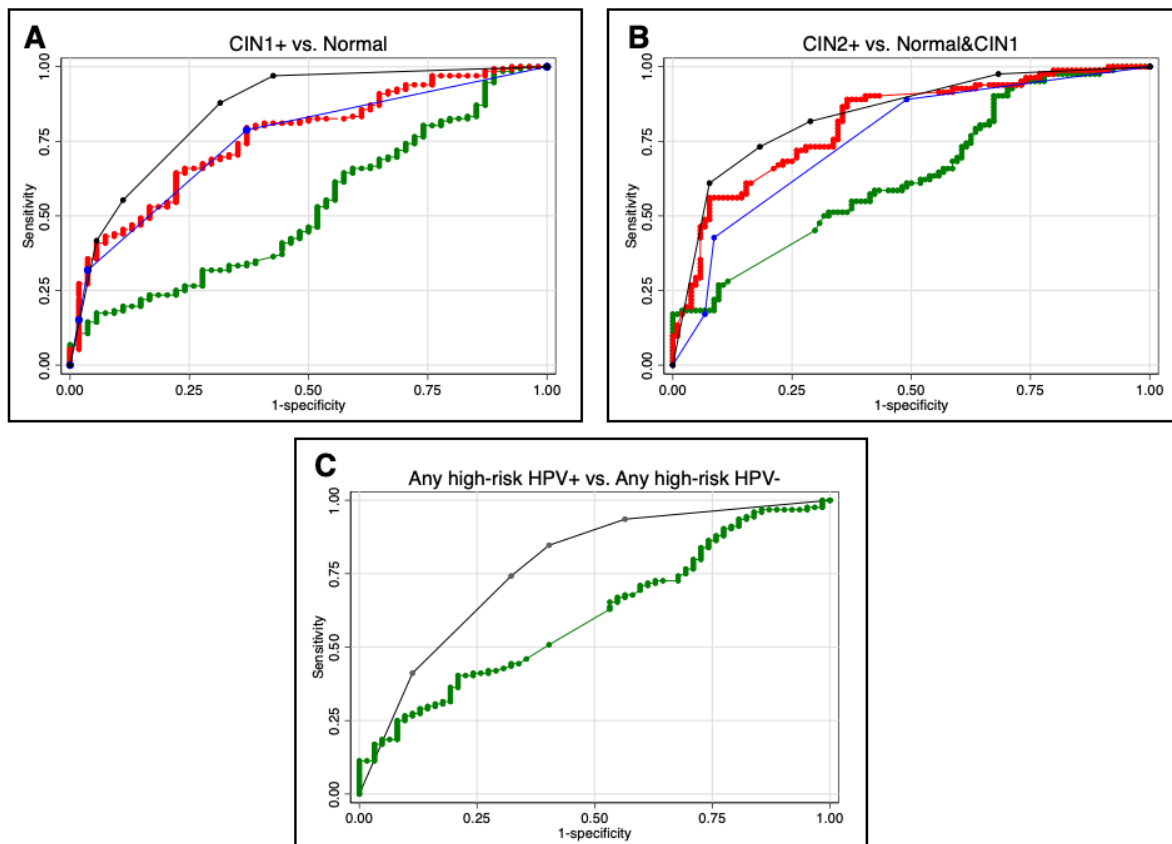 A
CIN1+ vs. Normal
Sensitivity
0.00 0.25 0.50 0.75 1.00
0.00 0.25 0.50 0.75 1.00
1-specificity
B
CIN2+ vs. Normal&CIN1
Sensitivity
0.00 0.25 0.50 0.75 1.00
0.00 0.25 0.50 0.75 1.00
1-specificity
C
Any high-risk HPV+ vs. Any high-risk HPV-
Sensitivity
0.00 0.25 0.50 0.75 1.00
0.00 0.25 0.50 0.75 1.00
1-specificity